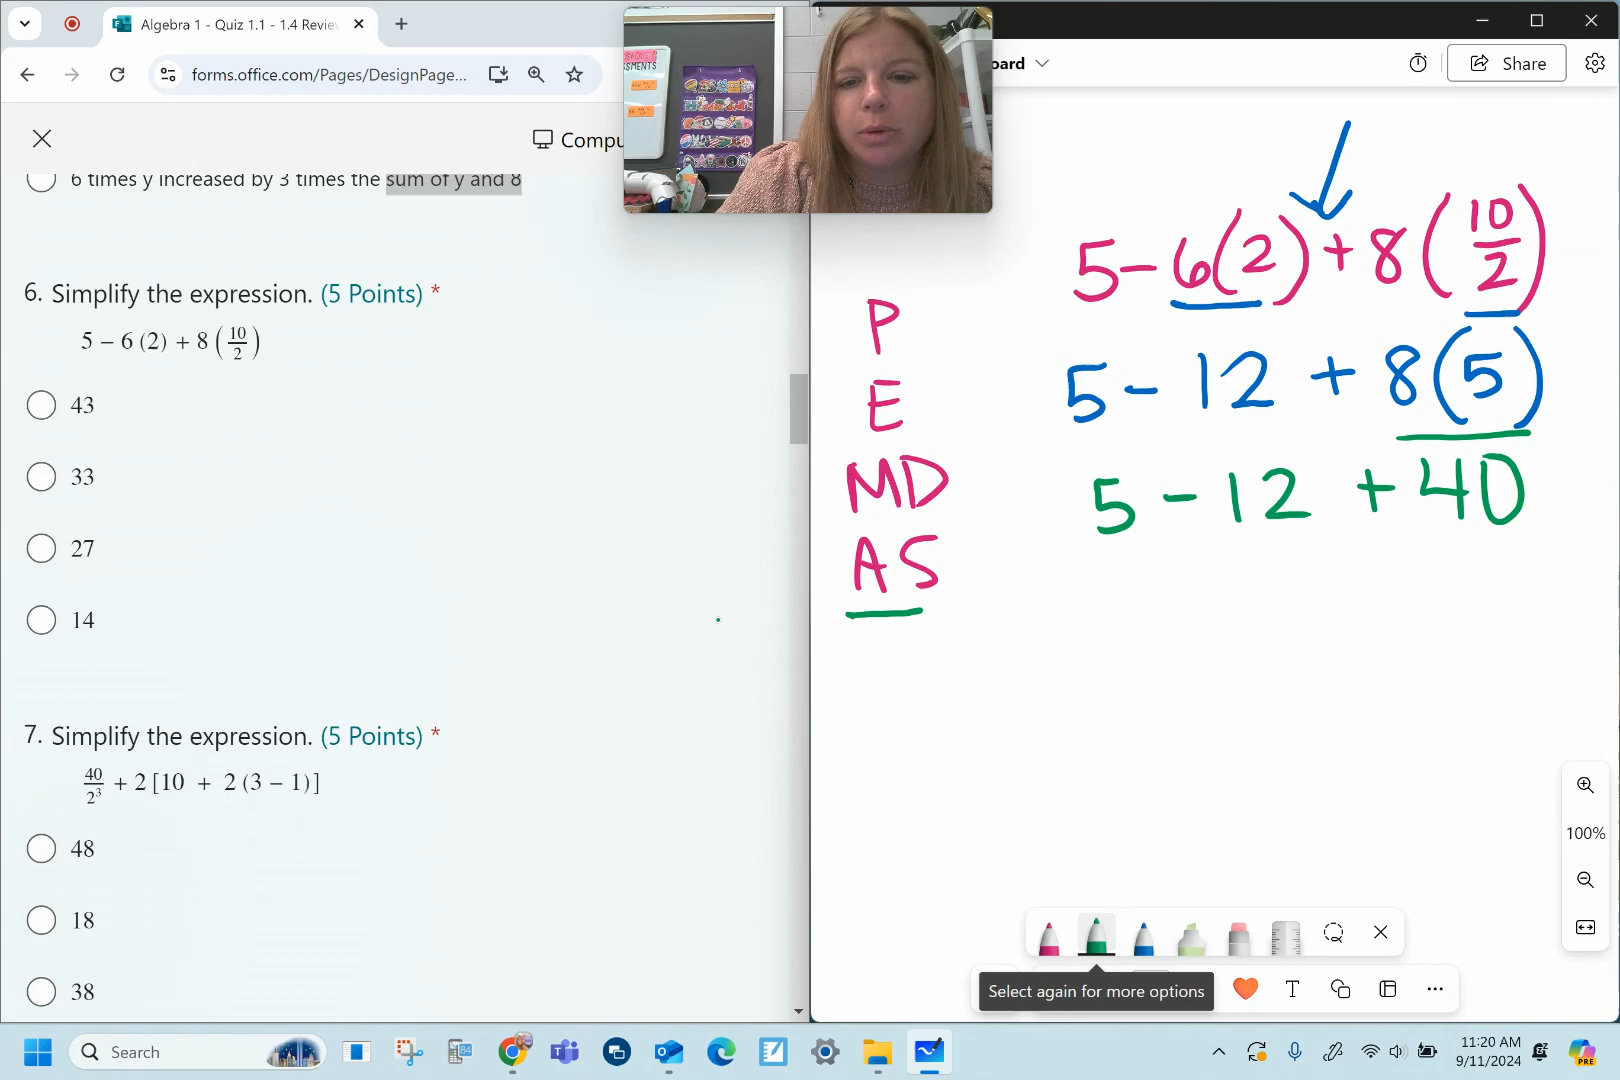 Algebra 1 - Quiz 1.1 - 1.4 Revie
forms.office.com/Pages/DesignPage...
Compu
oard
Share
6 times y increased by 3 times the sum of y and 8
6. Simplify the expression. (5 Points) *
5 − 6 (2) + 8 (10/2)
43
33
27
14
7. Simplify the expression. (5 Points) *
40/2³ + 2 [10 + 2 (3 − 1)]
48
18
38
P
E
MD
AS
5 - 6(2) + 8(10/2)
5 - 12 + 8(5)
5 - 12 + 40
100%
Select again for more options
T
Search
11:20 AM
9/11/2024
PRE